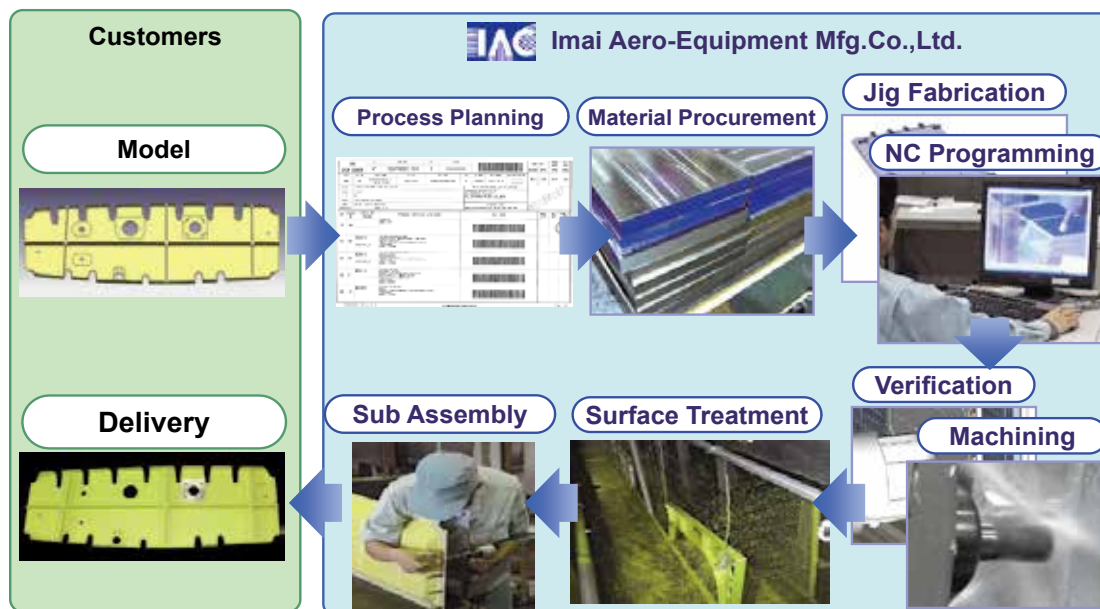 Customers
IAC Imai Aero-Equipment Mfg.Co.,Ltd.
Model
Process Planning
Material Procurement
Jig Fabrication
NC Programming
Delivery
Sub Assembly
Surface Treatment
Verification
Machining